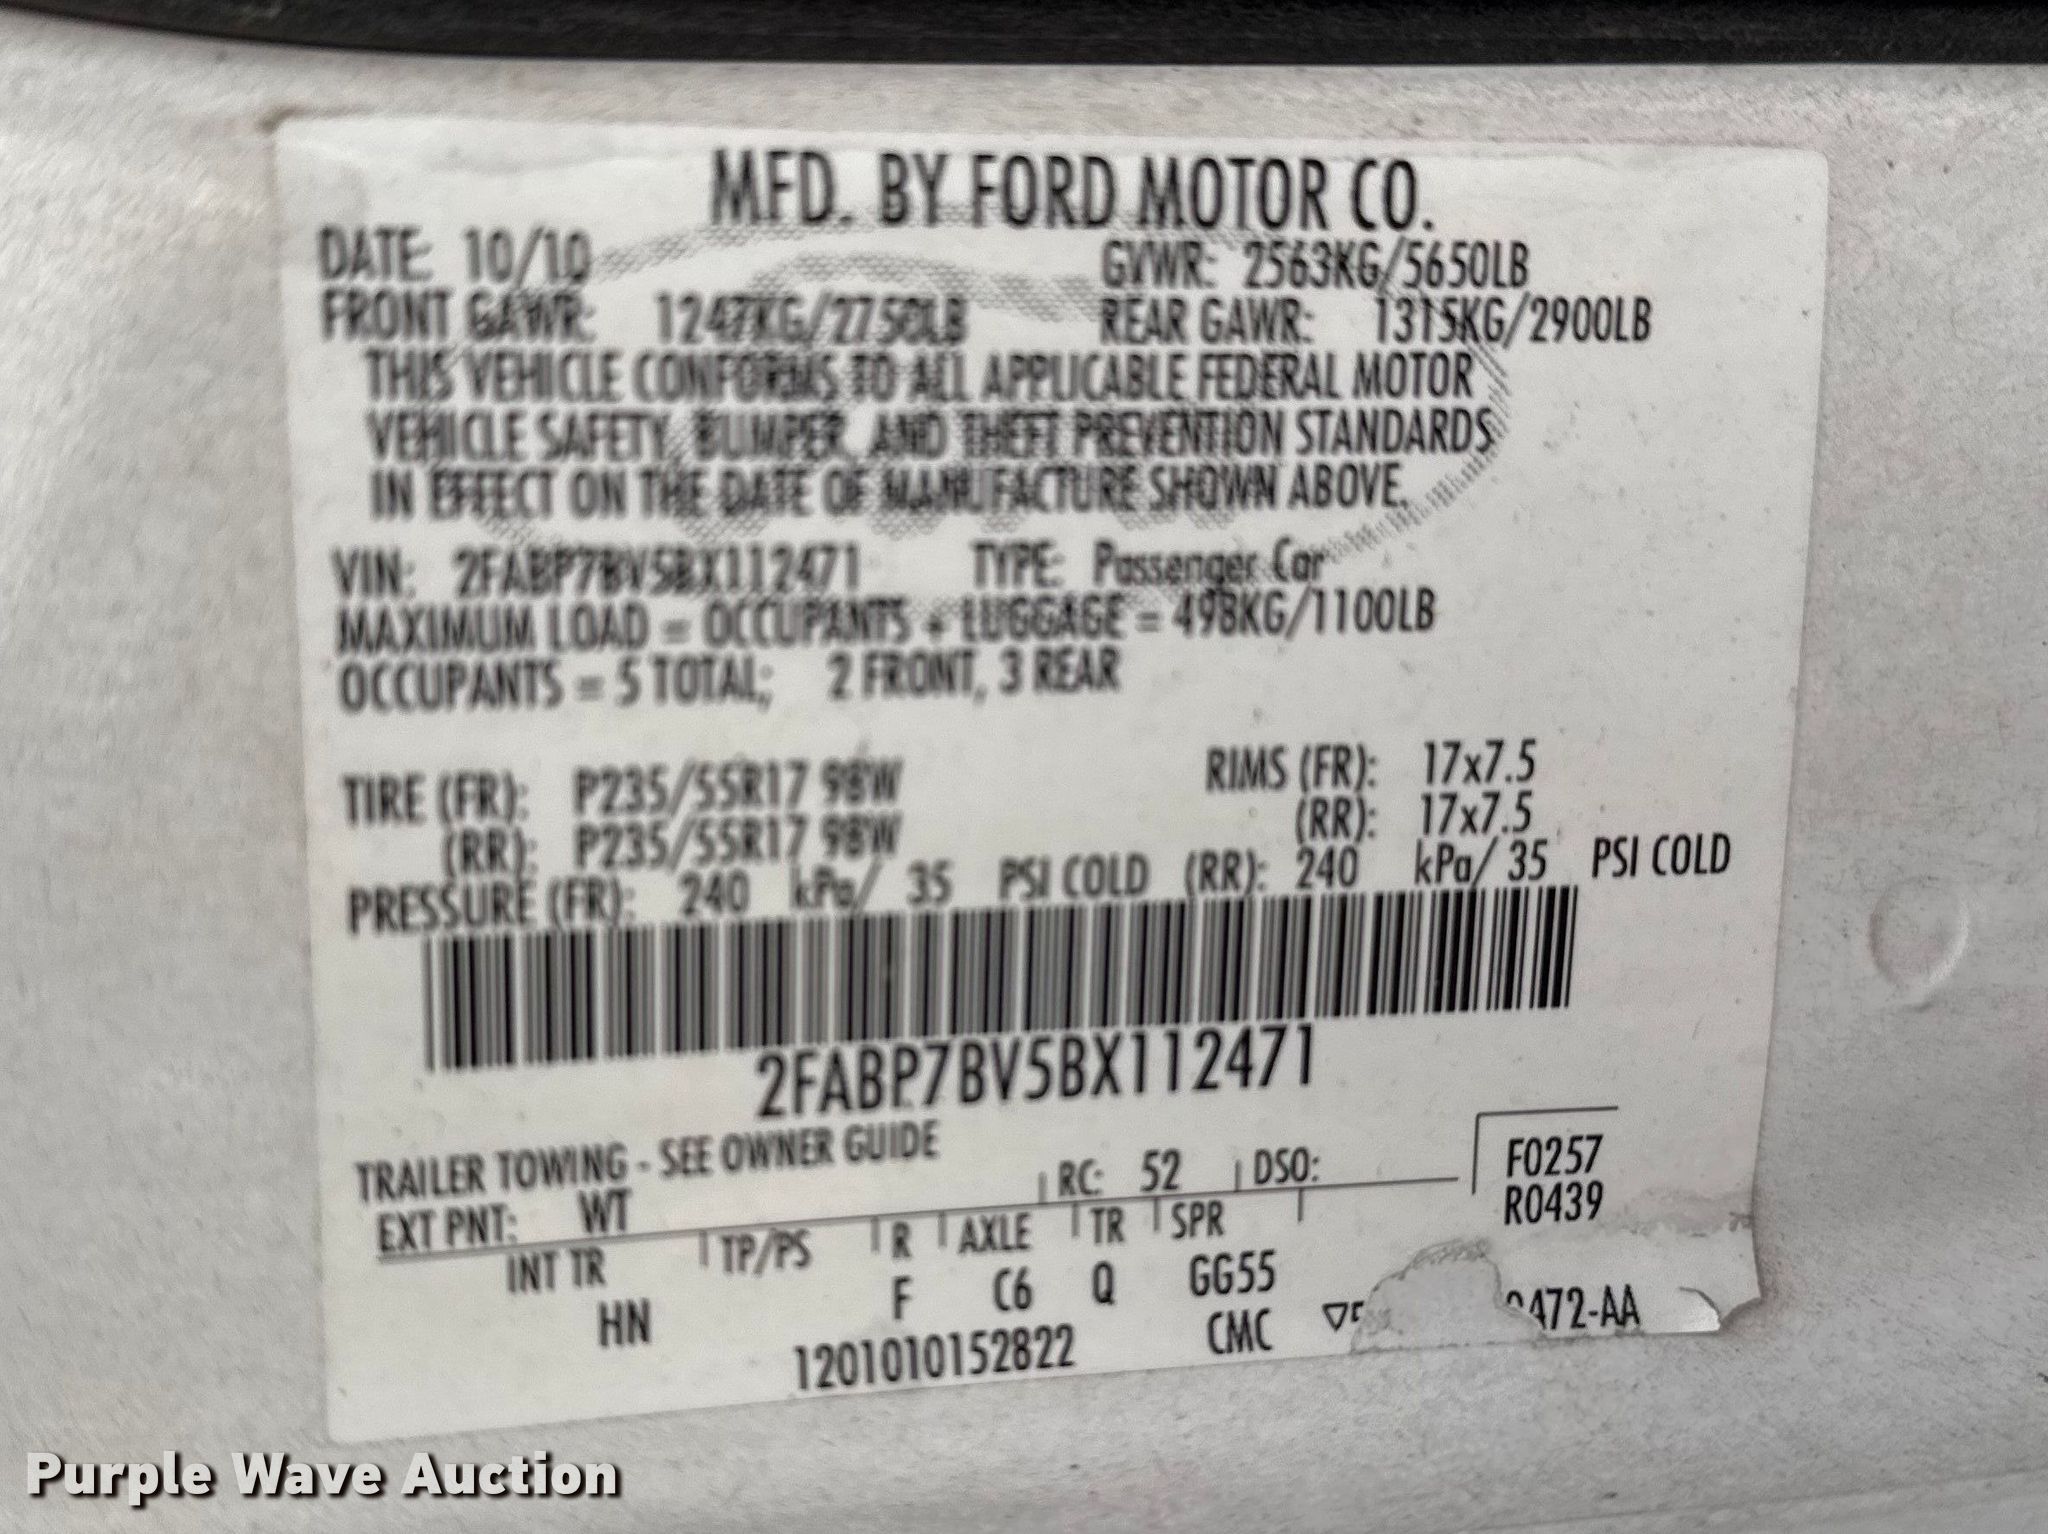 MFD. BY FORD MOTOR CO.
DATE: 10/10 GVWR: 2563KG/5650LB
FRONT GAWR: 1247KG/2750LB REAR GAWR: 1315KG/2900LB
THIS VEHICLE CONFORMS TO ALL APPLICABLE FEDERAL MOTOR
VEHICLE SAFETY, BUMPER, AND THEFT PREVENTION STANDARDS
IN EFFECT ON THE DATE OF MANUFACTURE SHOWN ABOVE.
VIN: 2FABP7BV5BX112471 TYPE: Passenger Car
MAXIMUM LOAD = OCCUPANTS + LUGGAGE = 498KG/1100LB
OCCUPANTS = 5 TOTAL; 2 FRONT, 3 REAR
TIRE (FR): P235/55R17 98W RIMS (FR): 17x7.5
(RR): P235/55R17 98W (RR): 17x7.5
PRESSURE (FR): 240 kPa/ 35 PSI COLD (RR): 240 kPa/ 35 PSI COLD
2FABP7BV5BX112471
TRAILER TOWING - SEE OWNER GUIDE
EXT PNT: WT RC: 52 DSO: F0257
R0439
INT TR TP/PS R AXLE TR SPR
HN F C6 Q GG55
1201010152822 CMC 472-AA
Purple Wave Auction